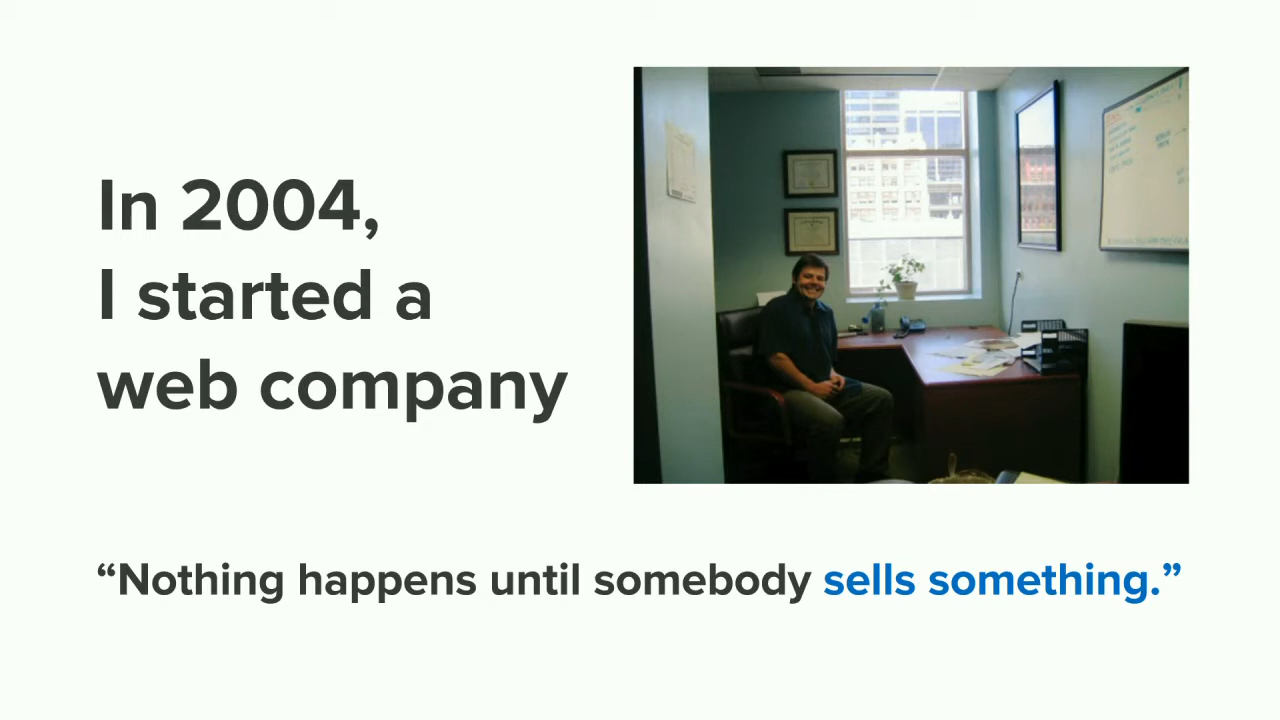 In 2004,
I started a
web company
“Nothing happens until somebody sells something.”